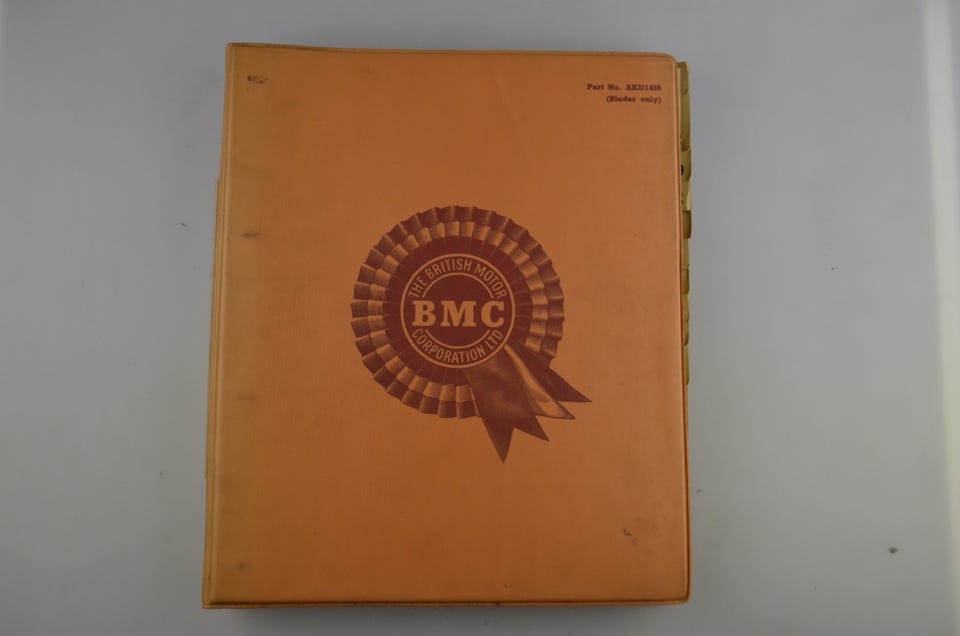 Part No. AKD1459
(Binder only)
THE BRITISH MOTOR
BMC
CORPORATION LTD